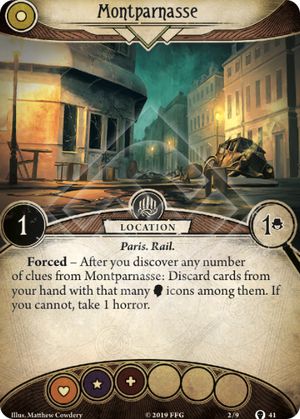 Montparnasse
1
1
LOCATION
Paris. Rail.
Forced – After you discover any number
of clues from Montparnasse: Discard cards from
your hand with that many icons among them. If
you cannot, take 1 horror.
Illus. Matthew Cowdery © 2019 FFG 2/9 41